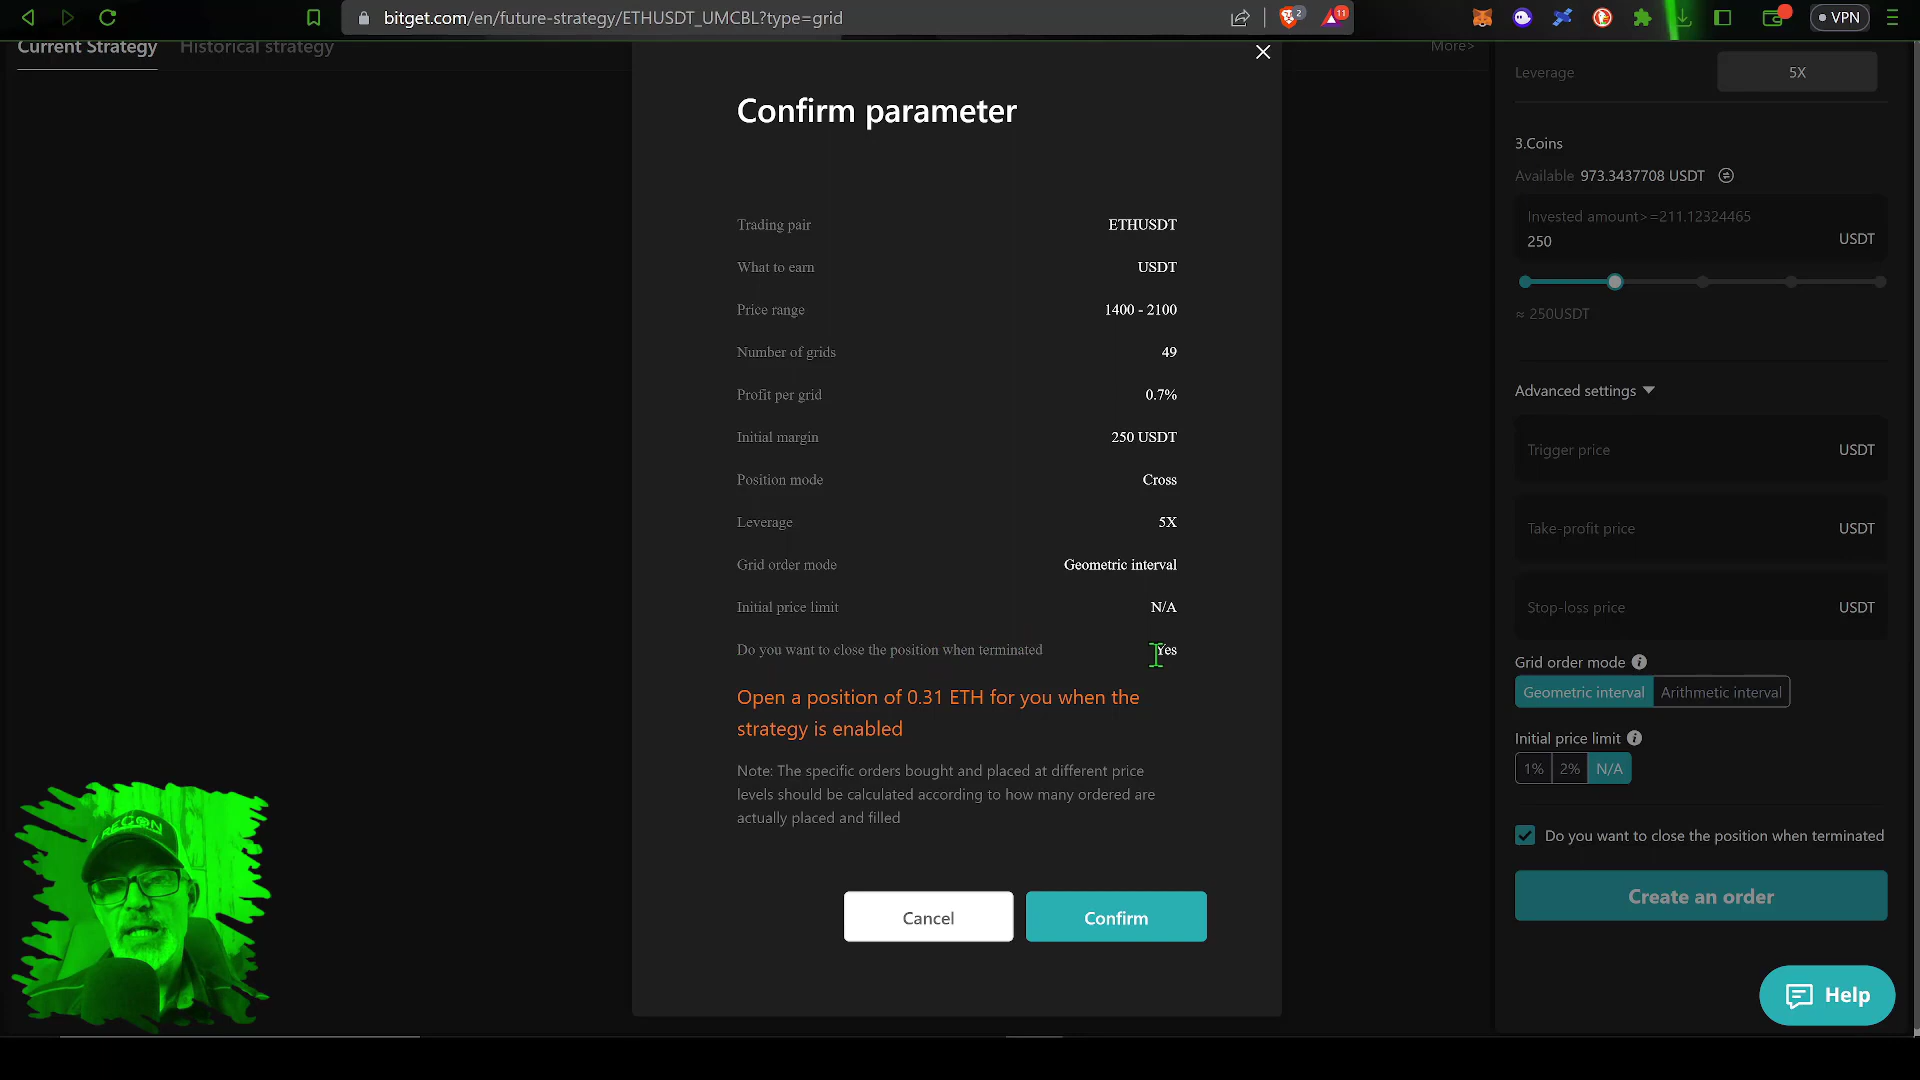 bitget.com/en/future-strategy/ETHUSDT_UMCBL?type=grid
2
11
VPN
Current Strategy
Historical strategy
More>
Confirm parameter
Trading pair
ETHUSDT
What to earn
USDT
Price range
1400 - 2100
Number of grids
49
Profit per grid
0.7%
Initial margin
250 USDT
Position mode
Cross
Leverage
5X
Grid order mode
Geometric interval
Initial price limit
N/A
Do you want to close the position when terminated
Yes
Open a position of 0.31 ETH for you when the
strategy is enabled
Note: The specific orders bought and placed at different price
levels should be calculated according to how many ordered are
actually placed and filled
Cancel
Confirm
Leverage
5X
3.Coins
Available 973.3437708 USDT
Invested amount>=211.12324465
250
USDT
≈ 250USDT
Advanced settings
Trigger price
USDT
Take-profit price
USDT
Stop-loss price
USDT
Grid order mode
Geometric interval
Arithmetic interval
Initial price limit
1%
2%
N/A
Do you want to close the position when terminated
Create an order
Help